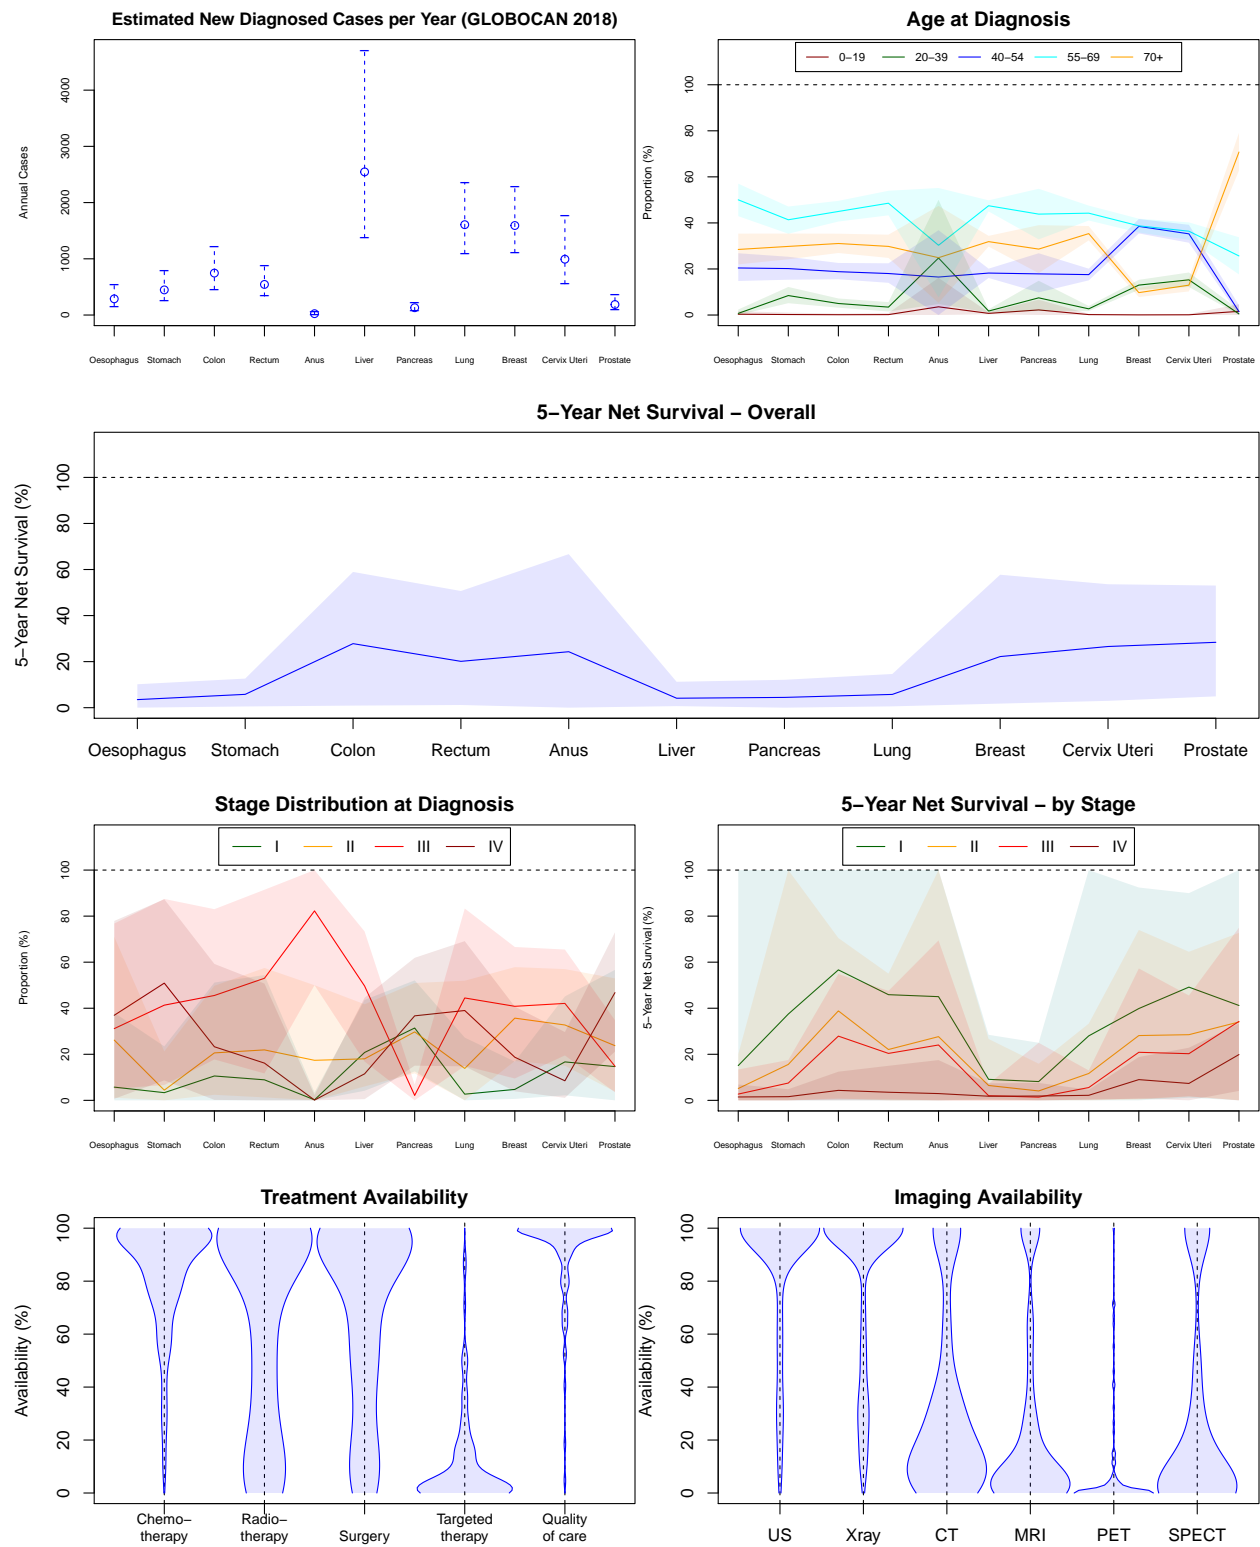 Estimated New Diagnosed Cases per Year (GLOBOCAN 2018)
Annual Cases
4000
3000
2000
1000
0
Oesophagus Stomach Colon Rectum Anus Liver Pancreas Lung Breast Cervix Uteri Prostate
Age at Diagnosis
0−19 20−39 40−54 55−69 70+
Proportion (%)
100
80
60
40
20
0
Oesophagus Stomach Colon Rectum Anus Liver Pancreas Lung Breast Cervix Uteri Prostate
5−Year Net Survival − Overall
5−Year Net Survival (%)
100
80
60
40
20
0
Oesophagus Stomach Colon Rectum Anus Liver Pancreas Lung Breast Cervix Uteri Prostate
Stage Distribution at Diagnosis
I II III IV
Proportion (%)
100
80
60
40
20
0
Oesophagus Stomach Colon Rectum Anus Liver Pancreas Lung Breast Cervix Uteri Prostate
5−Year Net Survival − by Stage
I II III IV
5−Year Net Survival (%)
100
80
60
40
20
0
Oesophagus Stomach Colon Rectum Anus Liver Pancreas Lung Breast Cervix Uteri Prostate
Treatment Availability
Availability (%)
100
80
60
40
20
0
Chemo− Radio− Targeted Quality
therapy therapy Surgery therapy of care
Imaging Availability
Availability (%)
100
80
60
40
20
0
US Xray CT MRI PET SPECT